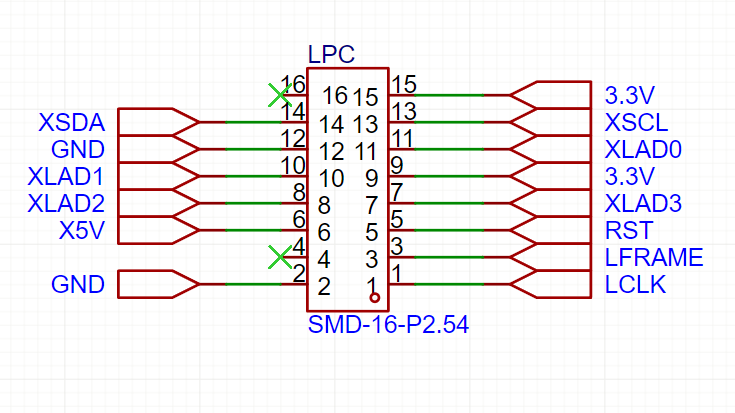 LPC
16 16 15 15 3.3V
XSDA 14 14 13 13 XSCL
GND 12 12 11 11 XLAD0
XLAD1 10 10 9 9 3.3V
XLAD2 8 8 7 7 XLAD3
X5V 6 6 5 5 RST
4 4 3 3 LFRAME
GND 2 2 1 1 LCLK
SMD-16-P2.54